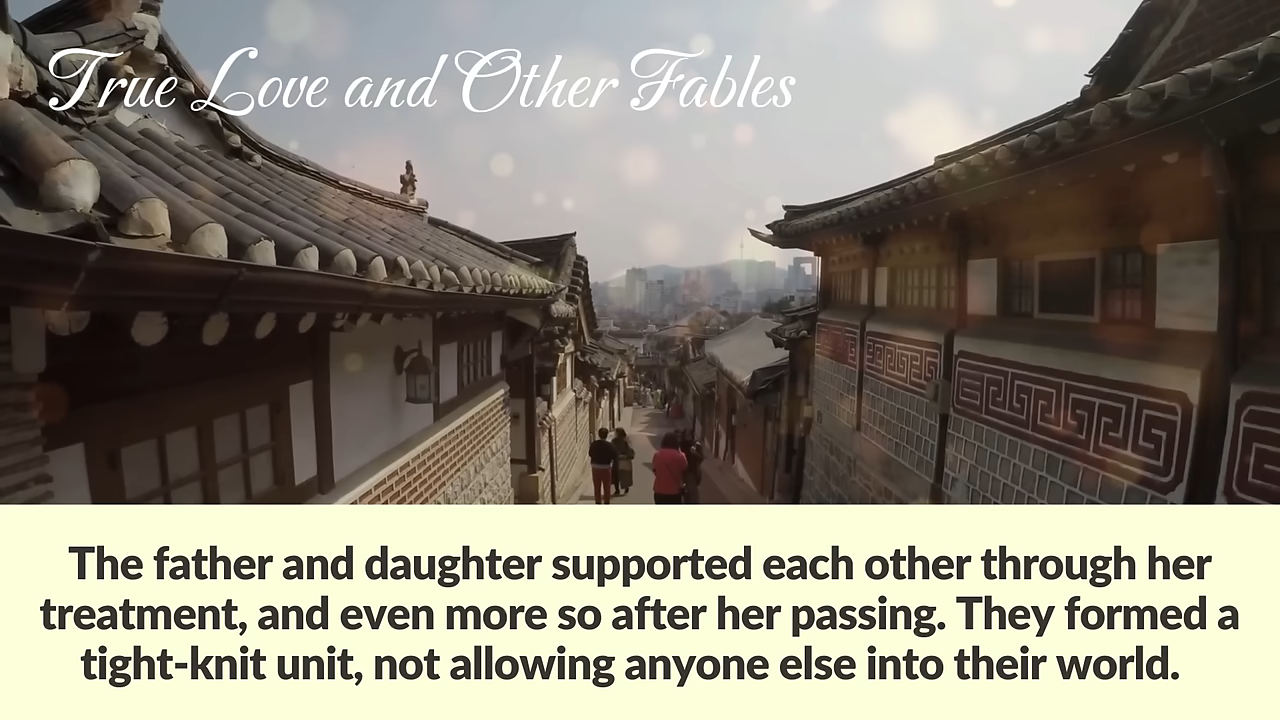 True Love and Other Fables
The father and daughter supported each other through her
treatment, and even more so after her passing. They formed a
tight-knit unit, not allowing anyone else into their world.